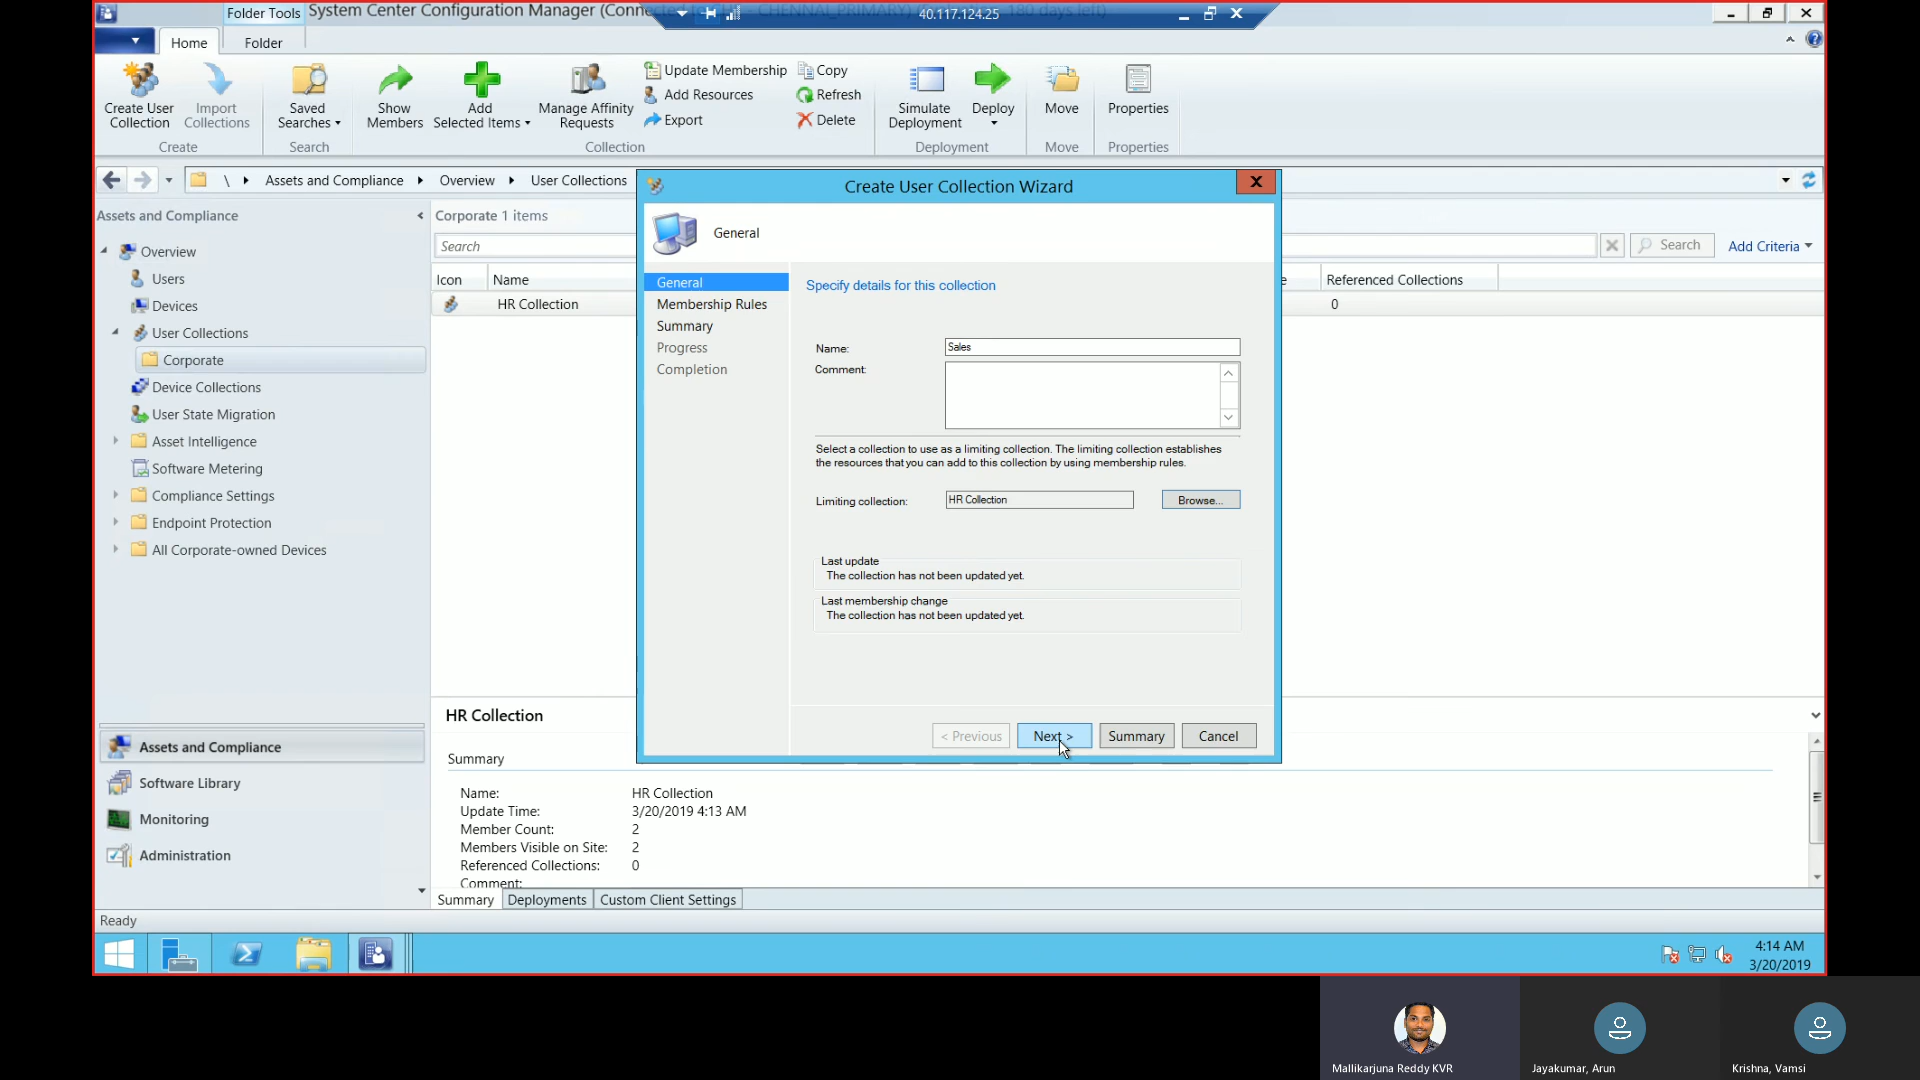 Folder Tools
System Center Configuration Manager (Connected
CHENNAI_PRIMARY) (
180 days left)
40.117.124.25
Home
Folder
Create User
Collection
Import
Collections
Saved
Searches
Show
Members
Add
Selected Items
Manage Affinity
Requests
Update Membership
Add Resources
Export
Copy
Refresh
Delete
Simulate
Deployment
Deploy
Move
Properties
Create
Search
Collection
Deployment
Move
Properties
\
Assets and Compliance
Overview
User Collections
Assets and Compliance
Overview
Users
Devices
User Collections
Corporate
Device Collections
User State Migration
Asset Intelligence
Software Metering
Compliance Settings
Endpoint Protection
All Corporate-owned Devices
Assets and Compliance
Software Library
Monitoring
Administration
Corporate 1 items
Search
Search
Add Criteria
Icon
Name
e
Referenced Collections
HR Collection
0
Create User Collection Wizard
X
General
General
Membership Rules
Summary
Progress
Completion
Specify details for this collection
Name:
Sales
Comment:
Select a collection to use as a limiting collection. The limiting collection establishes
the resources that you can add to this collection by using membership rules.
Limiting collection:
HR Collection
Browse...
Last update
The collection has not been updated yet.
Last membership change
The collection has not been updated yet.
< Previous
Next >
Summary
Cancel
HR Collection
Summary
Name: HR Collection
Update Time: 3/20/2019 4:13 AM
Member Count: 2
Members Visible on Site: 2
Referenced Collections: 0
Comment:
Summary
Deployments
Custom Client Settings
Ready
4:14 AM
3/20/2019
Mallikarjuna Reddy KVR
Jayakumar, Arun
Krishna, Vamsi